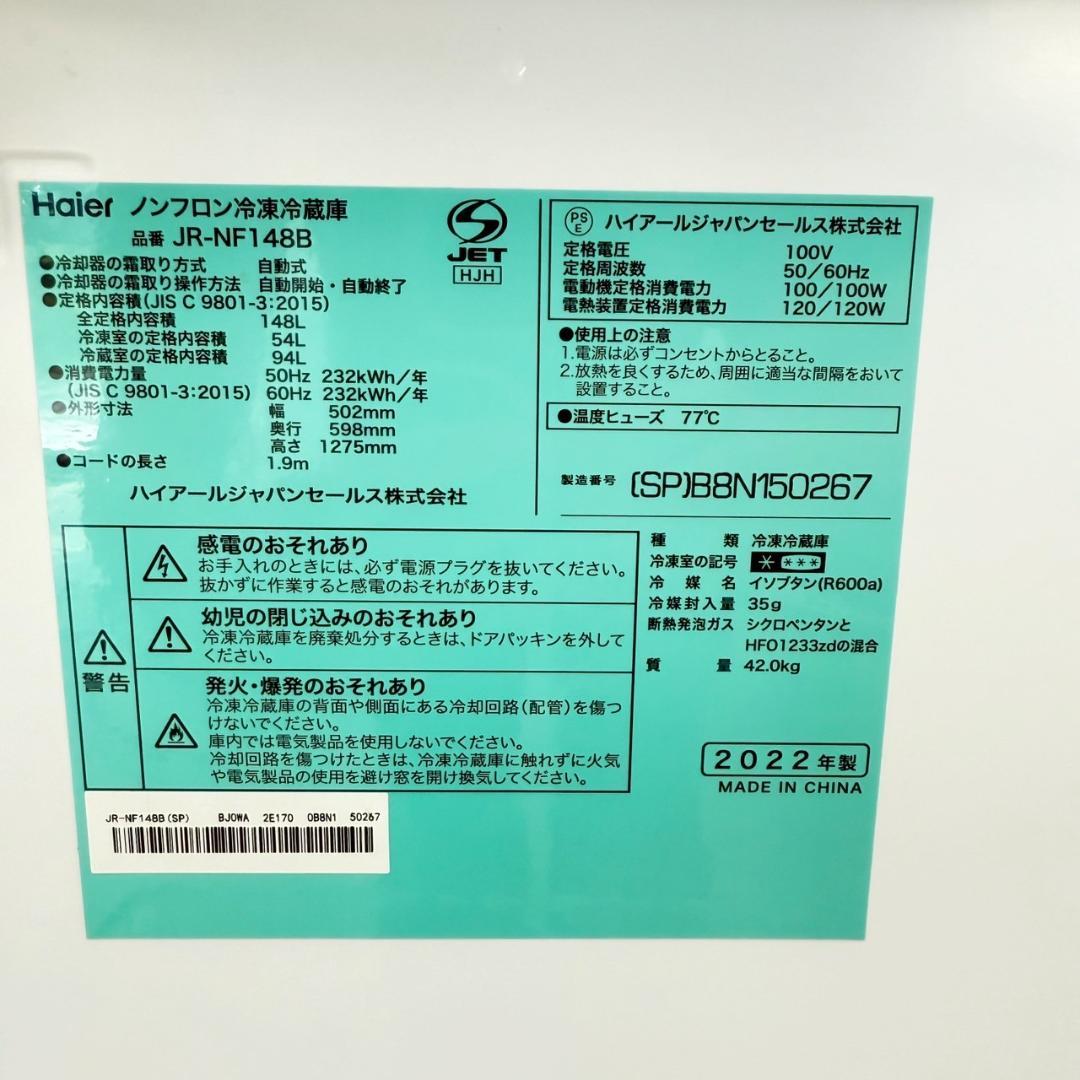 Haier ノンフロン冷凍冷蔵庫
品番 JR-NF148B
●冷却器の霜取り方式 自動式
●冷却器の霜取り操作方法 自動開始・自動終了
●定格内容積(JIS C 9801-3:2015)
全定格内容積 148L
冷凍室の定格内容積 54L
冷蔵室の定格内容積 94L
●消費電力量 50Hz 232kWh/年
(JIS C 9801-3:2015) 60Hz 232kWh/年
●外形寸法 幅 502mm
奥行 598mm
高さ 1275mm
●コードの長さ 1.9m
ハイアールジャパンセールス株式会社
S
JET
HJH
PS
E
ハイアールジャパンセールス株式会社
定格電圧 100V
定格周波数 50/60Hz
電動機定格消費電力 100/100W
電熱装置定格消費電力 120/120W
●使用上の注意
1.電源は必ずコンセントからとること。
2.放熱を良くするため、周囲に適当な間隔をおいて
設置すること。
●温度ヒューズ 77℃
製造番号 (SP)B8N150267
警告
感電のおそれあり
お手入れのときには、必ず電源プラグを抜いてください。
抜かずに作業すると感電のおそれがあります。
幼児の閉じ込みのおそれあり
冷凍冷蔵庫を廃棄処分するときは、ドアパッキンを外して
ください。
発火・爆発のおそれあり
冷凍冷蔵庫の背面や側面にある冷却回路(配管)を傷つ
けないでください。
庫内では電気製品を使用しないでください。
冷却回路を傷つけたときは、冷凍冷蔵庫に触れずに火気
や電気製品の使用を避け窓を開け換気してください。
種類 冷凍冷蔵庫
冷凍室の記号 * ***
冷媒名 イソブタン(R600a)
冷媒封入量 35g
断熱発泡ガス シクロペンタンと
HFO1233zdの混合
質量 42.0kg
2022年製
MADE IN CHINA
JR-NF148B(SP) BJ0WA 2E170 0B8N1 50267